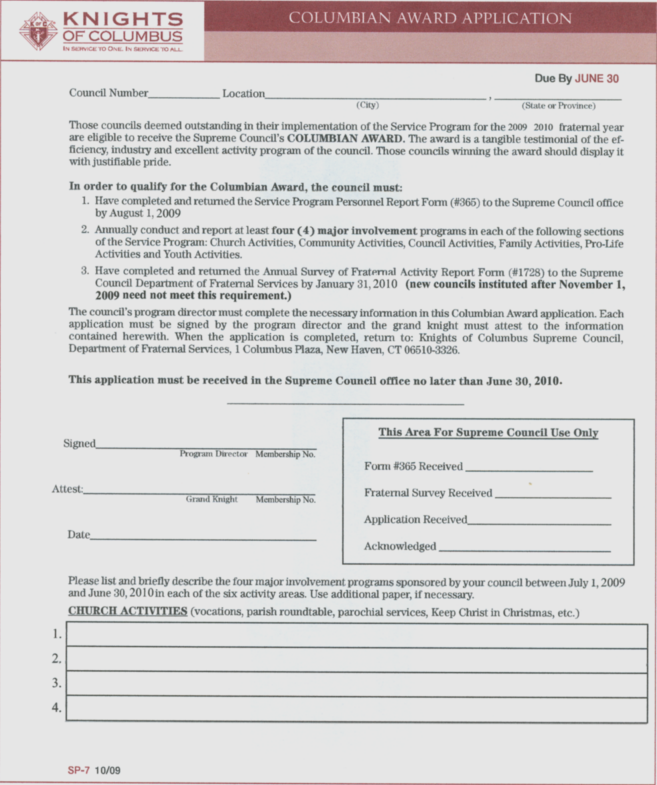 KNIGHTS
OF COLUMBUS
IN SERVICE TO ONE. IN SERVICE TO ALL.
COLUMBIAN AWARD APPLICATION
Due By JUNE 30
Council Number____________ Location____________________________________, ____________________
(City) (State or Province)
Those councils deemed outstanding in their implementation of the Service Program for the 2009 2010 fraternal year
are eligible to receive the Supreme Council's COLUMBIAN AWARD. The award is a tangible testimonial of the ef-
ficiency, industry and excellent activity program of the council. Those councils winning the award should display it
with justifiable pride.
In order to qualify for the Columbian Award, the council must:
1. Have completed and returned the Service Program Personnel Report Form (#365) to the Supreme Council office
by August 1, 2009
2. Annually conduct and report at least four (4) major involvement programs in each of the following sections
of the Service Program: Church Activities, Community Activities, Council Activities, Family Activities, Pro-Life
Activities and Youth Activities.
3. Have completed and returned the Annual Survey of Fraternal Activity Report Form (#1728) to the Supreme
Council Department of Fraternal Services by January 31, 2010 (new councils instituted after November 1,
2009 need not meet this requirement.)
The council's program director must complete the necessary information in this Columbian Award application. Each
application must be signed by the program director and the grand knight must attest to the information
contained herewith. When the application is completed, return to: Knights of Columbus Supreme Council,
Department of Fraternal Services, 1 Columbus Plaza, New Haven, CT 06510-3326.
This application must be received in the Supreme Council office no later than June 30, 2010.
Signed____________________
Program Director Membership No.
Attest:____________________
Grand Knight Membership No.
Date____________________
This Area For Supreme Council Use Only
Form #365 Received ____________________
Fraternal Survey Received ____________________
Application Received____________________
Acknowledged ____________________
Please list and briefly describe the four major involvement programs sponsored by your council between July 1, 2009
and June 30, 2010 in each of the six activity areas. Use additional paper, if necessary.
CHURCH ACTIVITIES (vocations, parish roundtable, parochial services, Keep Christ in Christmas, etc.)
1.
2.
3.
4.
SP-7 10/09